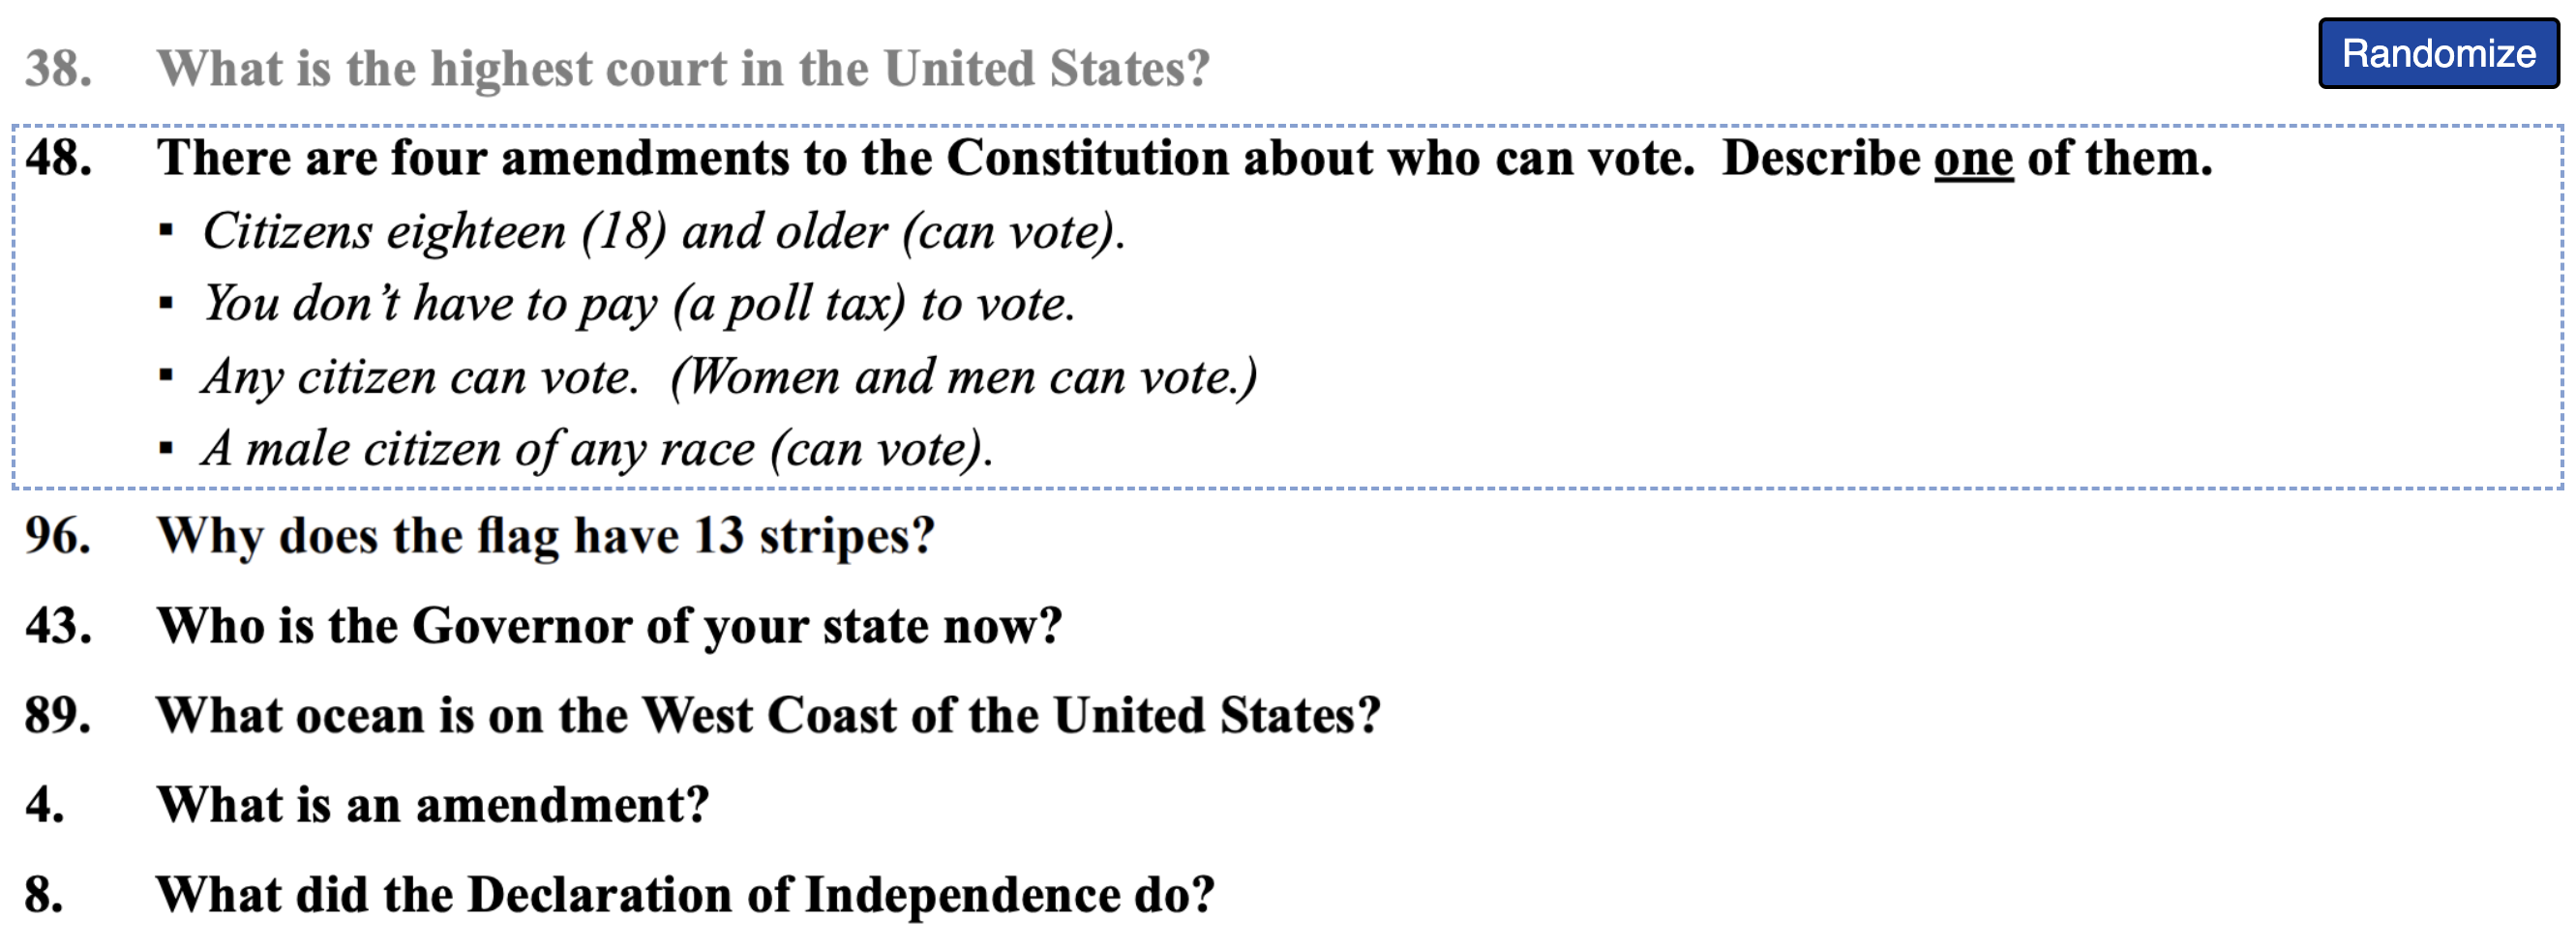 38. What is the highest court in the United States?
Randomize
48. There are four amendments to the Constitution about who can vote.  Describe one of them.
▪ Citizens eighteen (18) and older (can vote).
▪ You don’t have to pay (a poll tax) to vote.
▪ Any citizen can vote.  (Women and men can vote.)
▪ A male citizen of any race (can vote).
96. Why does the flag have 13 stripes?
43. Who is the Governor of your state now?
89. What ocean is on the West Coast of the United States?
4. What is an amendment?
8. What did the Declaration of Independence do?